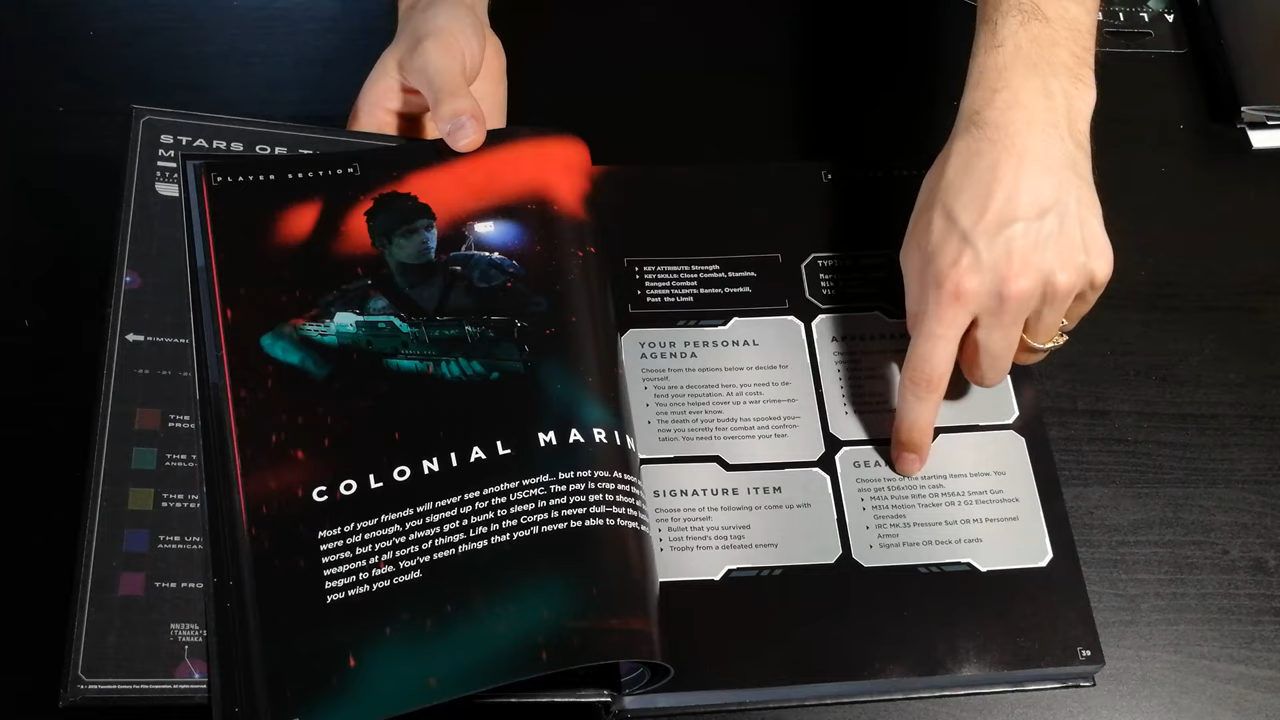 STARS OF
[PLAYER SECTION]
COLONIAL MARIN
Most of your friends will never see another world... but not you. As soon
were old enough, you signed up for the USCMC. The pay is crap and the
worse, but you've always got a bunk to sleep in and you get to shoot
weapons at all sorts of things. Life in the Corps is never dull—but the
begun to fade. You've seen things that you'll never be able to forget,
you wish you could.
KEY ATTRIBUTE: Strength
KEY SKILLS: Close Combat, Stamina,
Ranged Combat
CAREER TALENTS: Banter, Overkill,
Past the Limit
YOUR PERSONAL
AGENDA
Choose from the options below or decide for
yourself.
You are a decorated hero, you need to de-
fend your reputation. At all costs.
You once helped cover up a war crime—no-
one must ever know.
The death of your buddy has spooked you—
now you secretly fear combat and confron-
tation. You need to overcome your fear.
SIGNATURE ITEM
Choose one of the following or come up with
one for yourself:
Bullet that you survived
Lost friend's dog tags
Trophy from a defeated enemy
GEA
Choose two of the starting items below. You
also get $D6x100 in cash.
M41A Pulse Rifle OR M56A2 Smart Gun
M314 Motion Tracker OR 2 G2 Electroshock
Grenades
IRC MK.35 Pressure Suit OR M3 Personnel
Armor
Signal Flare OR Deck of cards
[39]
RIMWAR
THE
THE T
ANGLO-
THE IN
SYSTEM
THE UNI
AMERICAN
THE FRO
NN3346
(TANAKA'S
- TANAKA